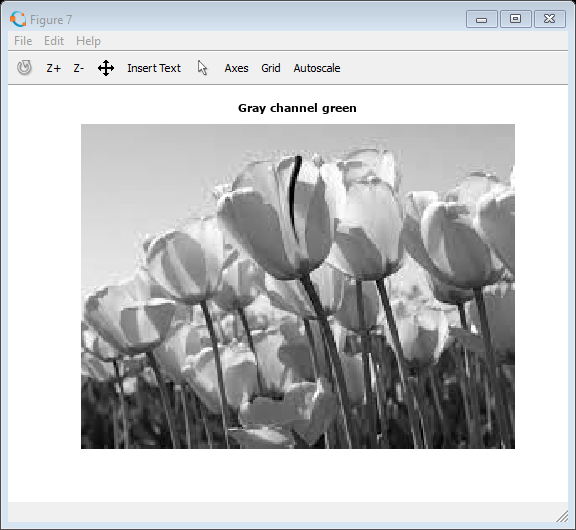 Figure 7
File Edit Help
Z+ Z- Insert Text Axes Grid Autoscale
Gray channel green